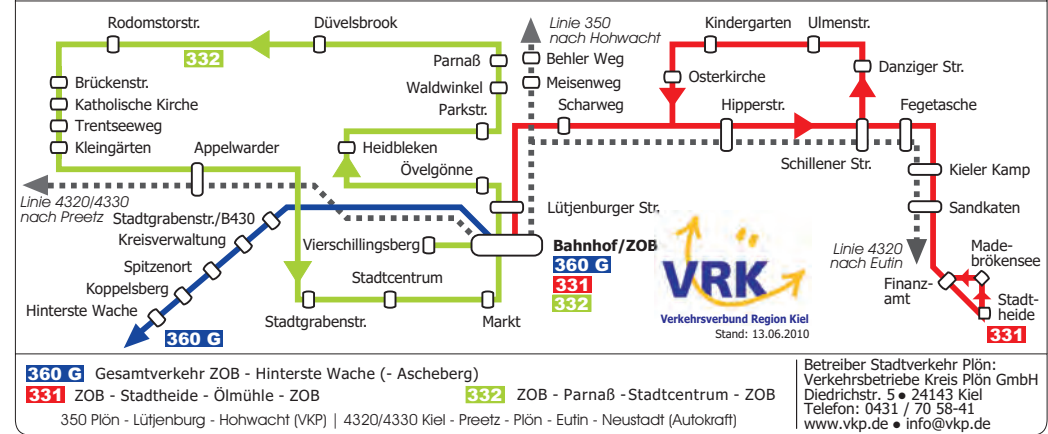 Rodomstorstr.
Düvelsbrook
332
Brückenstr.
Katholische Kirche
Trentseeweg
Kleingärten
Appelwarder
Linie 4320/4330
nach Preetz
Parnaß
Waldwinkel
Parkstr.
Heidbleken
Övelgönne
Linie 350
nach Hohwacht
Behler Weg
Meisenweg
Scharweg
Kindergarten
Ulmenstr.
Osterkirche
Danziger Str.
Hipperstr.
Fegetasche
Schillener Str.
Kieler Kamp
Sandkaten
Lütjenburger Str.
Stadtgrabenstr./B430
Kreisverwaltung
Spitzenort
Koppelsberg
Hinterste Wache
360 G
Vierschillingsberg
Stadtcentrum
Stadtgrabenstr.
Markt
Bahnhof/ZOB
360 G
331
332
VRK
Verkehrsverbund Region Kiel
Stand: 13.06.2010
Linie 4320
nach Eutin
Made-
brökensee
Finanz-
amt
Stadt-
heide
331
360 G Gesamtverkehr ZOB - Hinterste Wache (- Ascheberg)
331 ZOB - Stadtheide - Ölmühle - ZOB
332 ZOB - Parnaß - Stadtcentrum - ZOB
350 Plön - Lütjenburg - Hohwacht (VKP) | 4320/4330 Kiel - Preetz - Plön - Eutin - Neustadt (Autokraft)
Betreiber Stadtverkehr Plön:
Verkehrsbetriebe Kreis Plön GmbH
Diedrichstr. 5 ● 24143 Kiel
Telefon: 0431 / 70 58-41
www.vkp.de ● info@vkp.de